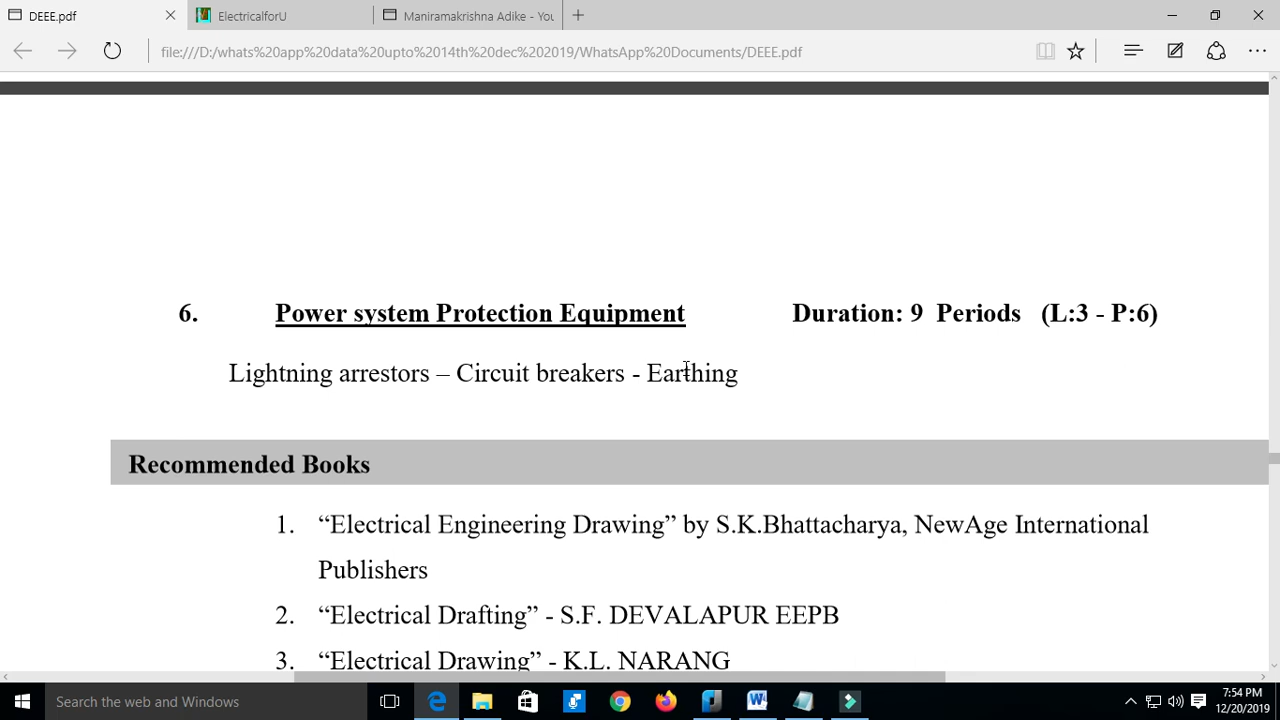 DEEE.pdf
ElectricalforU
Maniramakrishna Adike - You
file:///D:/whats%20app%20data%20upto%2014th%20dec%202019/WhatsApp%20Documents/DEEE.pdf
6. Power system Protection Equipment Duration: 9 Periods (L:3 - P:6)
Lightning arrestors – Circuit breakers - Earthing
Recommended Books
1. “Electrical Engineering Drawing” by S.K.Bhattacharya, NewAge International
Publishers
2. “Electrical Drafting” - S.F. DEVALAPUR EEPB
3. “Electrical Drawing” - K.L. NARANG
Search the web and Windows
7:54 PM
12/20/2019